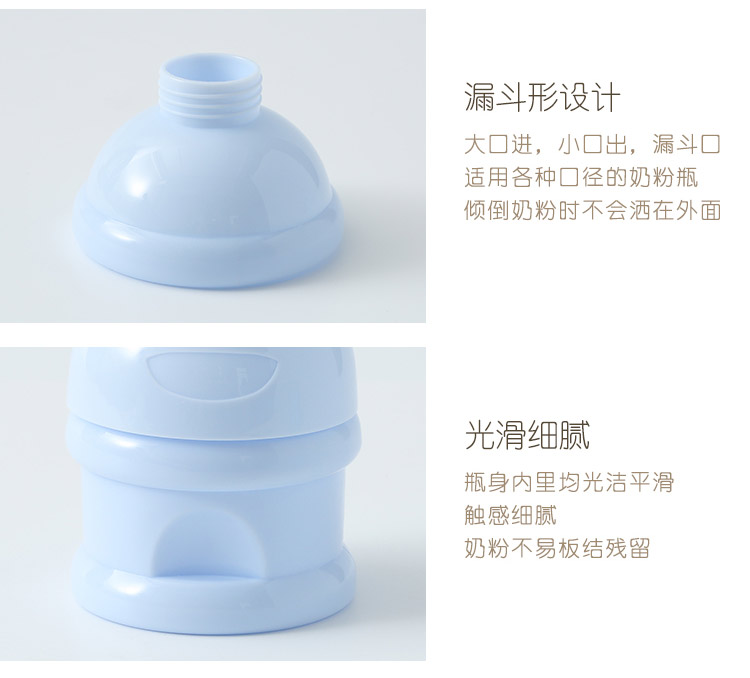 漏斗形设计
大口进，小口出，漏斗口
适用各种口径的奶粉瓶
倾倒奶粉时不会洒在外面
光滑细腻
瓶身内里均光洁平滑
触感细腻
奶粉不易板结残留